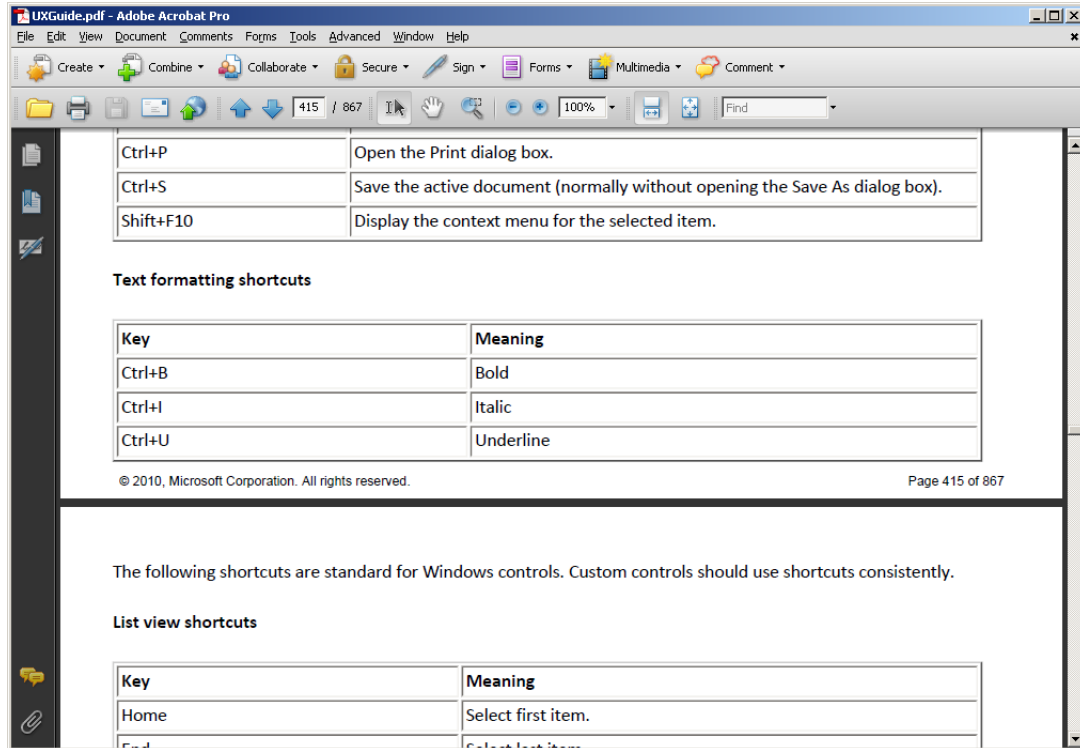 UXGuide.pdf - Adobe Acrobat Pro
File Edit View Document Comments Forms Tools Advanced Window Help
Create Combine Collaborate Secure Sign Forms Multimedia Comment
415 / 867 100% Find
Ctrl+P Open the Print dialog box.
Ctrl+S Save the active document (normally without opening the Save As dialog box).
Shift+F10 Display the context menu for the selected item.
Text formatting shortcuts
Key Meaning
Ctrl+B Bold
Ctrl+I Italic
Ctrl+U Underline
© 2010, Microsoft Corporation. All rights reserved. Page 415 of 867
The following shortcuts are standard for Windows controls. Custom controls should use shortcuts consistently.
List view shortcuts
Key Meaning
Home Select first item.
End Select last item.